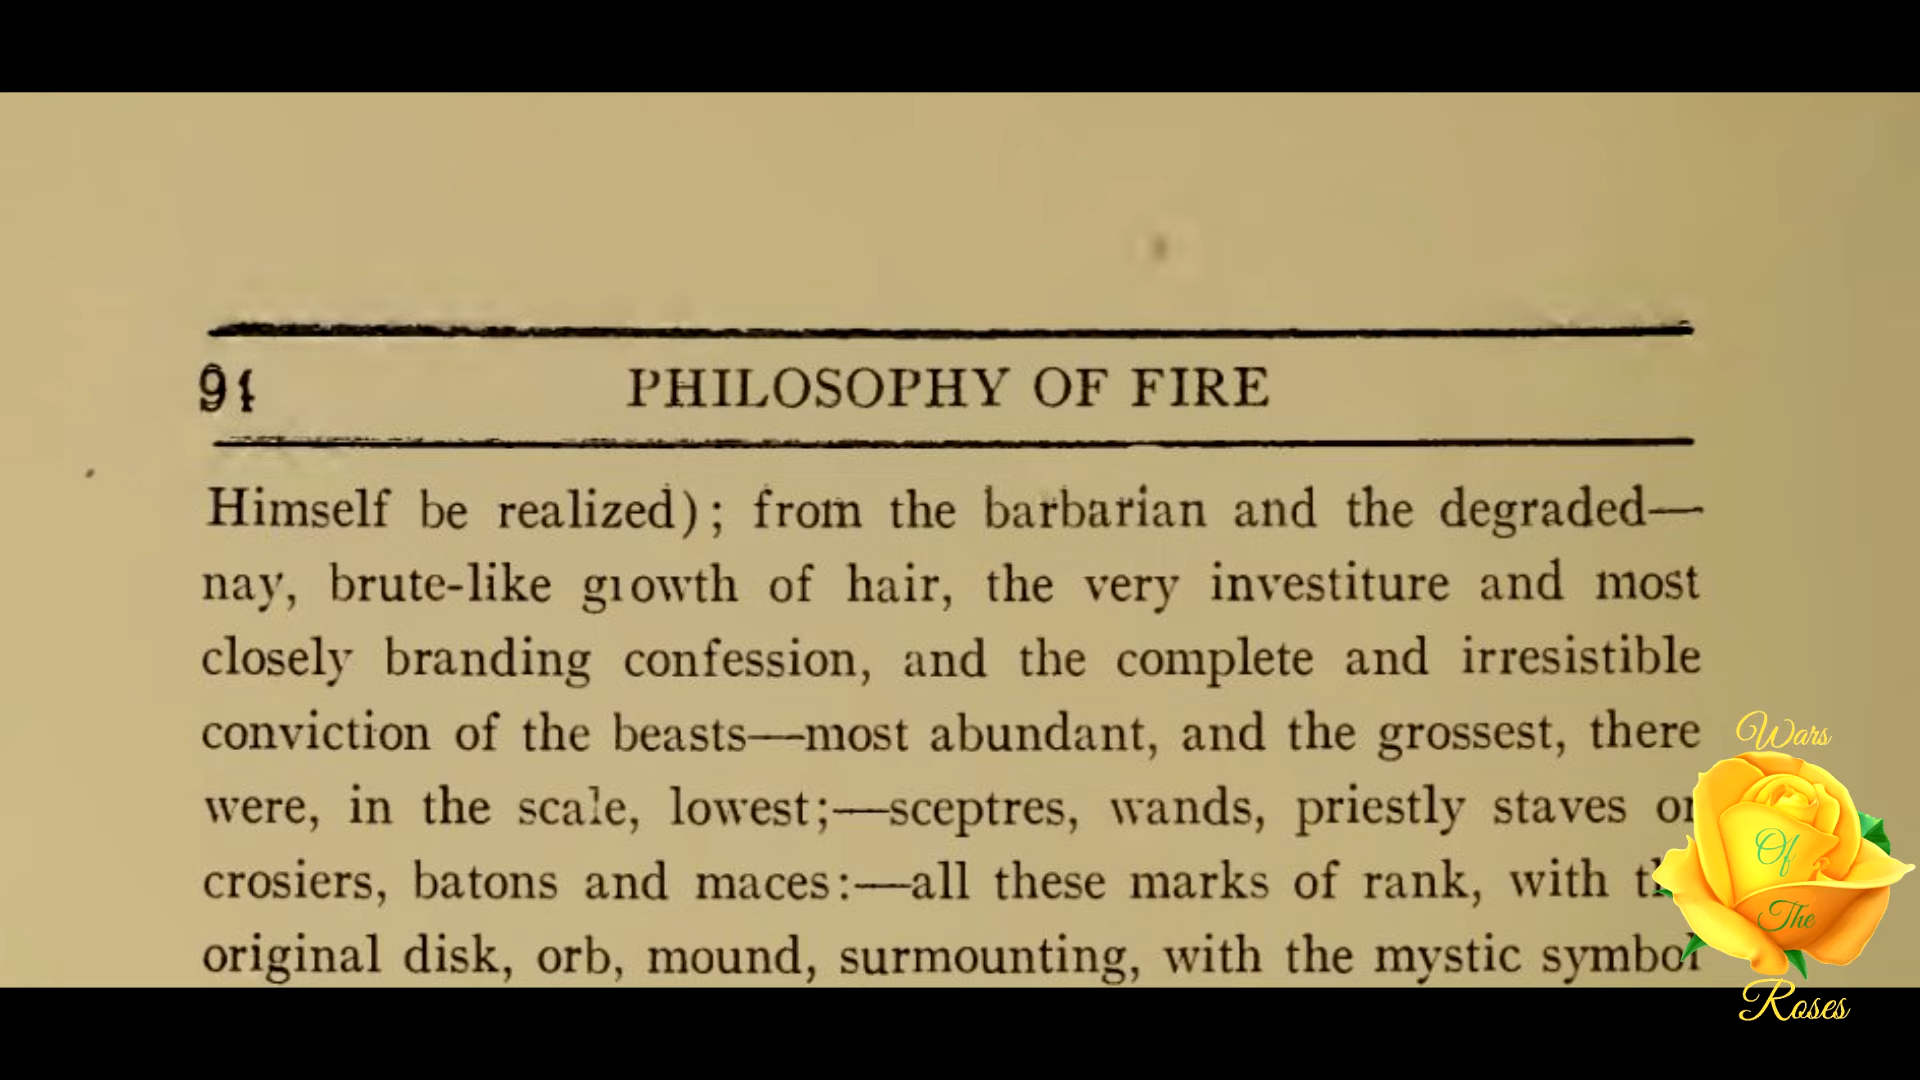 94 PHILOSOPHY OF FIRE
Himself be realized); from the barbarian and the degraded—
nay, brute-like growth of hair, the very investiture and most
closely branding confession, and the complete and irresistible
conviction of the beasts—most abundant, and the grossest, there
were, in the scale, lowest;—sceptres, wands, priestly staves or
crosiers, batons and maces:—all these marks of rank, with
original disk, orb, mound, surmounting, with the mystic symbol
Wars
Of
The
Roses